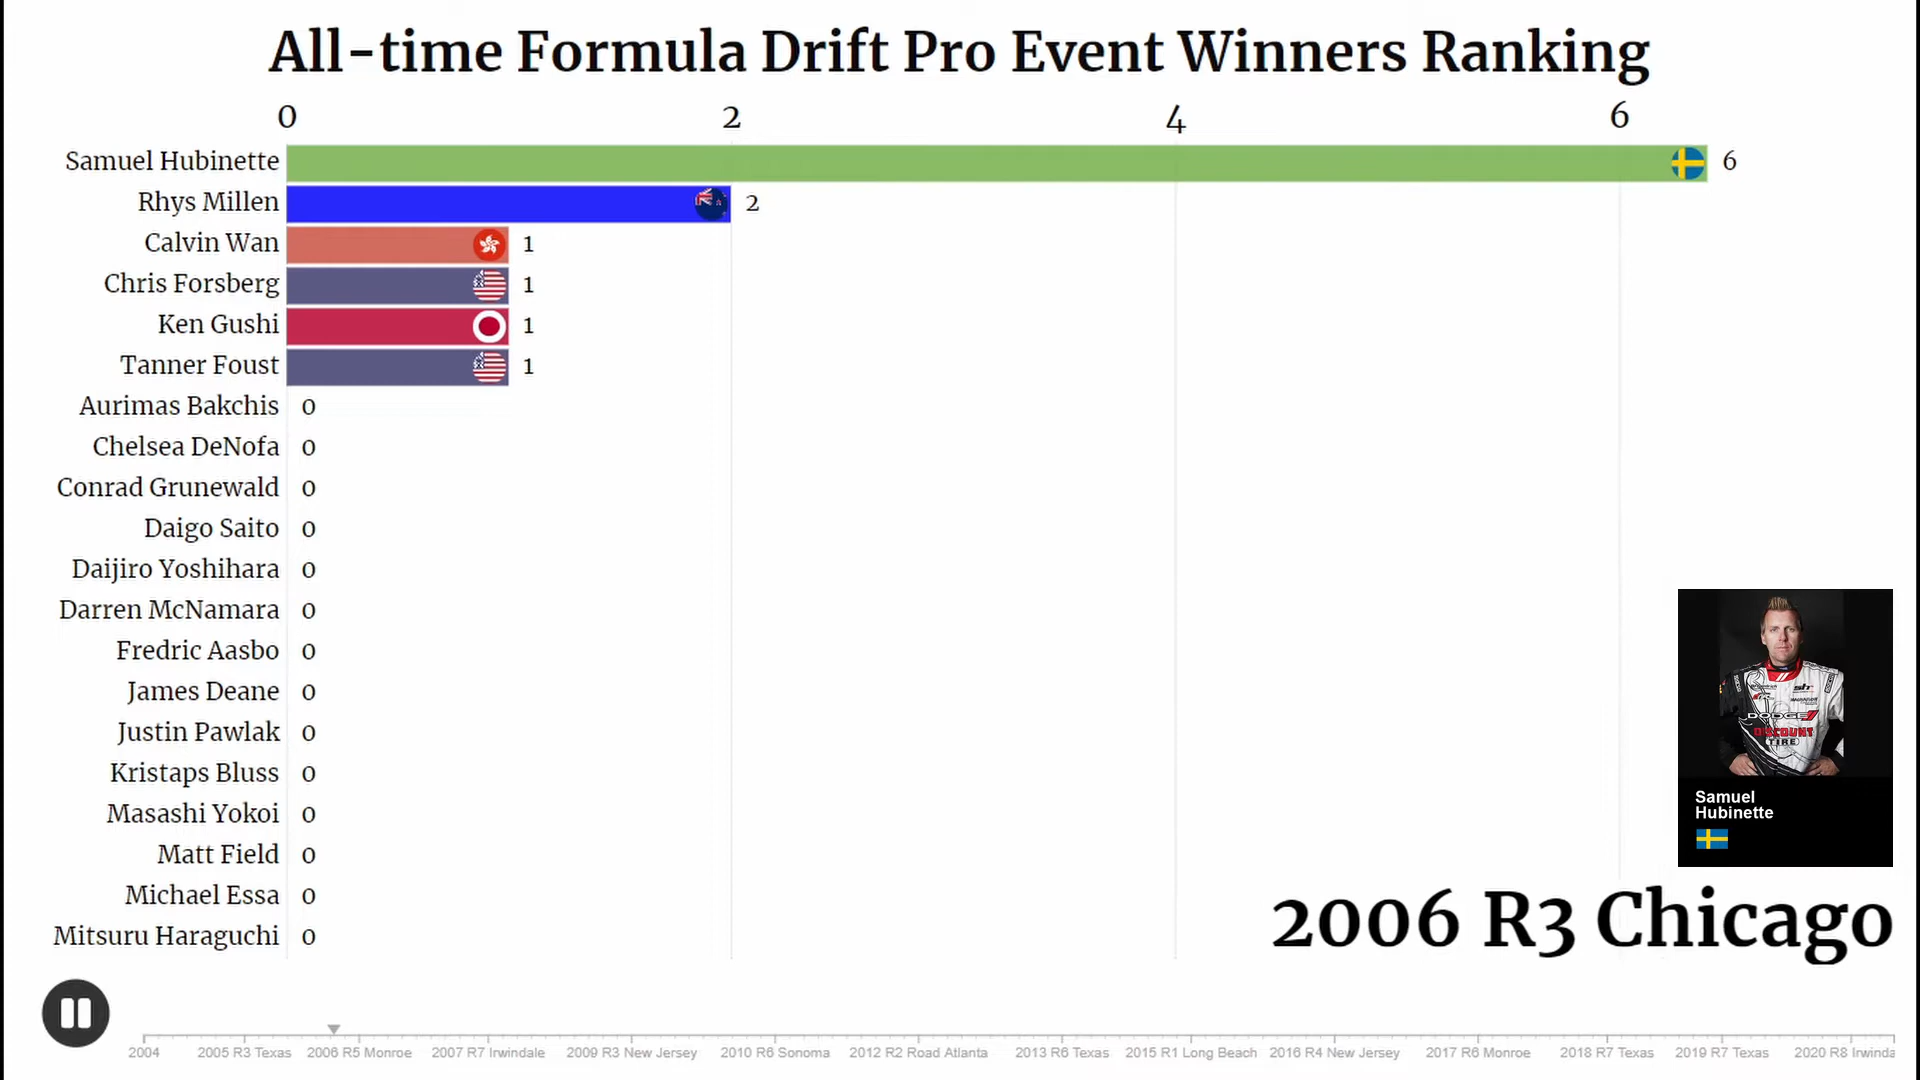 All-time Formula Drift Pro Event Winners Ranking
0 2 4 6
Samuel Hubinette 6
Rhys Millen 2
Calvin Wan 1
Chris Forsberg 1
Ken Gushi 1
Tanner Foust 1
Aurimas Bakchis 0
Chelsea DeNofa 0
Conrad Grunewald 0
Daigo Saito 0
Daijiro Yoshihara 0
Darren McNamara 0
Fredric Aasbo 0
James Deane 0
Justin Pawlak 0
Kristaps Bluss 0
Masashi Yokoi 0
Matt Field 0
Michael Essa 0
Mitsuru Haraguchi 0
DODGE
DISCOUNT
TIRE
Samuel
Hubinette
2006 R3 Chicago
2004 2005 R3 Texas 2006 R5 Monroe 2007 R7 Irwindale 2009 R3 New Jersey 2010 R6 Sonoma 2012 R2 Road Atlanta 2013 R6 Texas 2015 R1 Long Beach 2016 R4 New Jersey 2017 R6 Monroe 2018 R7 Texas 2019 R7 Texas 2020 R8 Irwinda